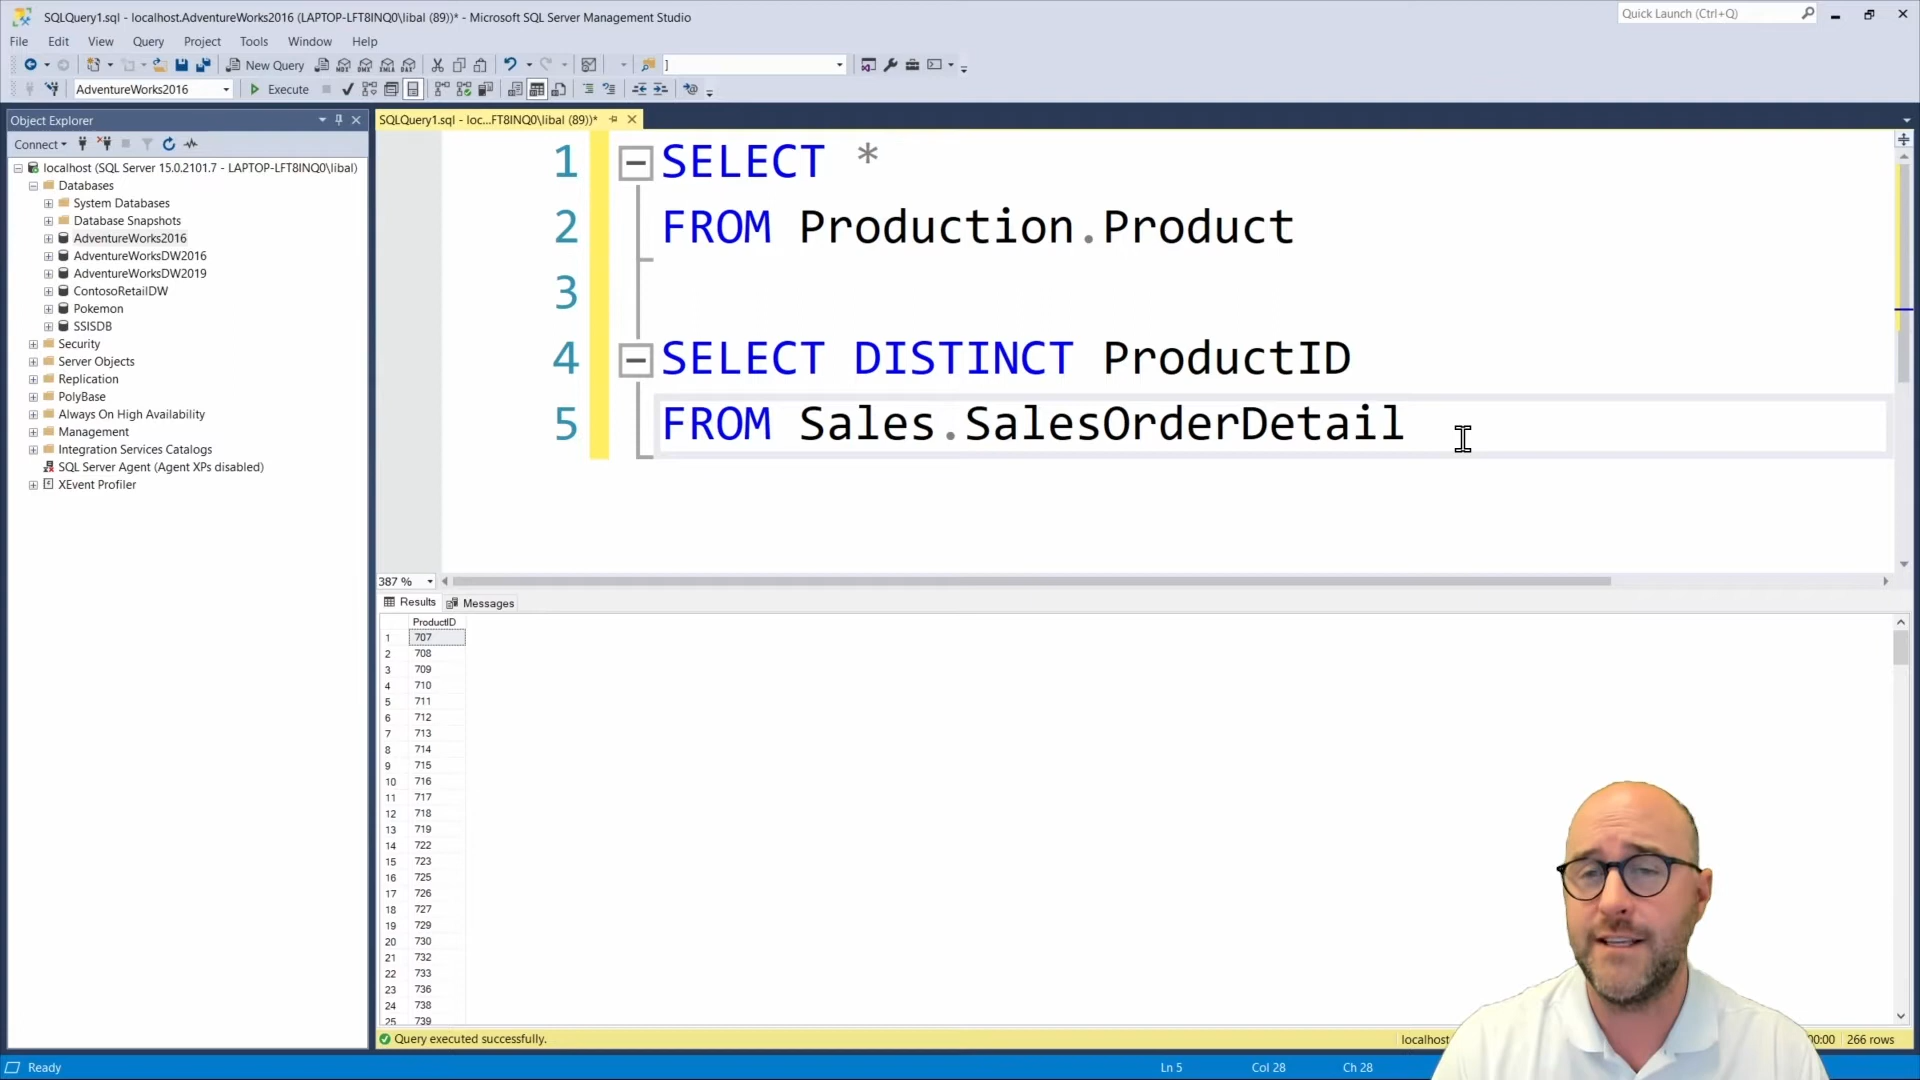 SQLQuery1.sql - localhost.AdventureWorks2016 (LAPTOP-LFT8INQ0\libal (89))* - Microsoft SQL Server Management Studio
Quick Launch (Ctrl+Q)
File Edit View Query Project Tools Window Help
New Query
]
AdventureWorks2016
Execute
Object Explorer
SQLQuery1.sql - loc...FT8INQ0\libal (89))*
Connect
localhost (SQL Server 15.0.2101.7 - LAPTOP-LFT8INQ0\libal)
Databases
System Databases
Database Snapshots
AdventureWorks2016
AdventureWorksDW2016
AdventureWorksDW2019
ContosoRetailDW
Pokemon
SSISDB
Security
Server Objects
Replication
PolyBase
Always On High Availability
Management
Integration Services Catalogs
SQL Server Agent (Agent XPs disabled)
XEvent Profiler
1 SELECT *
2 FROM Production.Product
3
4 SELECT DISTINCT ProductID
5 FROM Sales.SalesOrderDetail
387 %
Results Messages
ProductID
1 707
2 708
3 709
4 710
5 711
6 712
7 713
8 714
9 715
10 716
11 717
12 718
13 719
14 722
15 723
16 725
17 726
18 727
19 729
20 730
21 732
22 733
23 736
24 738
25 739
Query executed successfully.
localhost
00:00
266 rows
Ready
Ln 5
Col 28
Ch 28